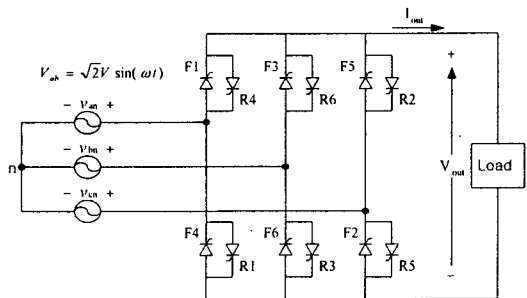 I_out
V_ab = √2V sin(ωt)
F1 F3 F5
R4 R6 R2
− v_an +
− v_bn +
n
− v_cn +
+
V_out
−
Load
F4 F6 F2
R1 R3 R5